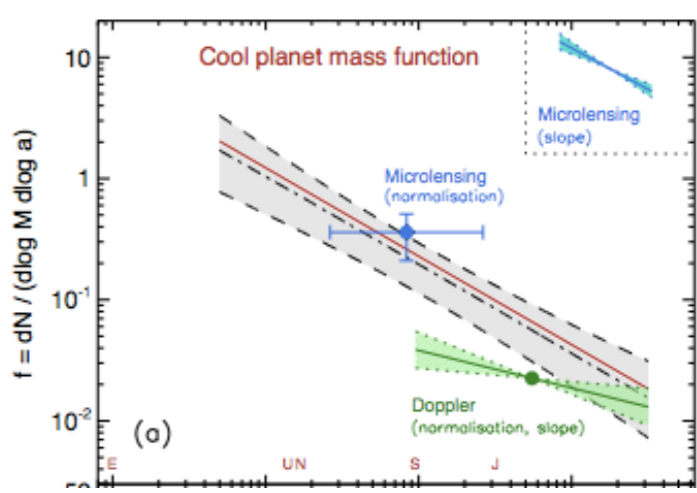 Cool planet mass function
Microlensing
(slope)
Microlensing
(normalisation)
Doppler
(normalisation, slope)
(a)
f = dN / (dlog M dlog a)
10
1
10⁻¹
10⁻²
E
UN
S
J